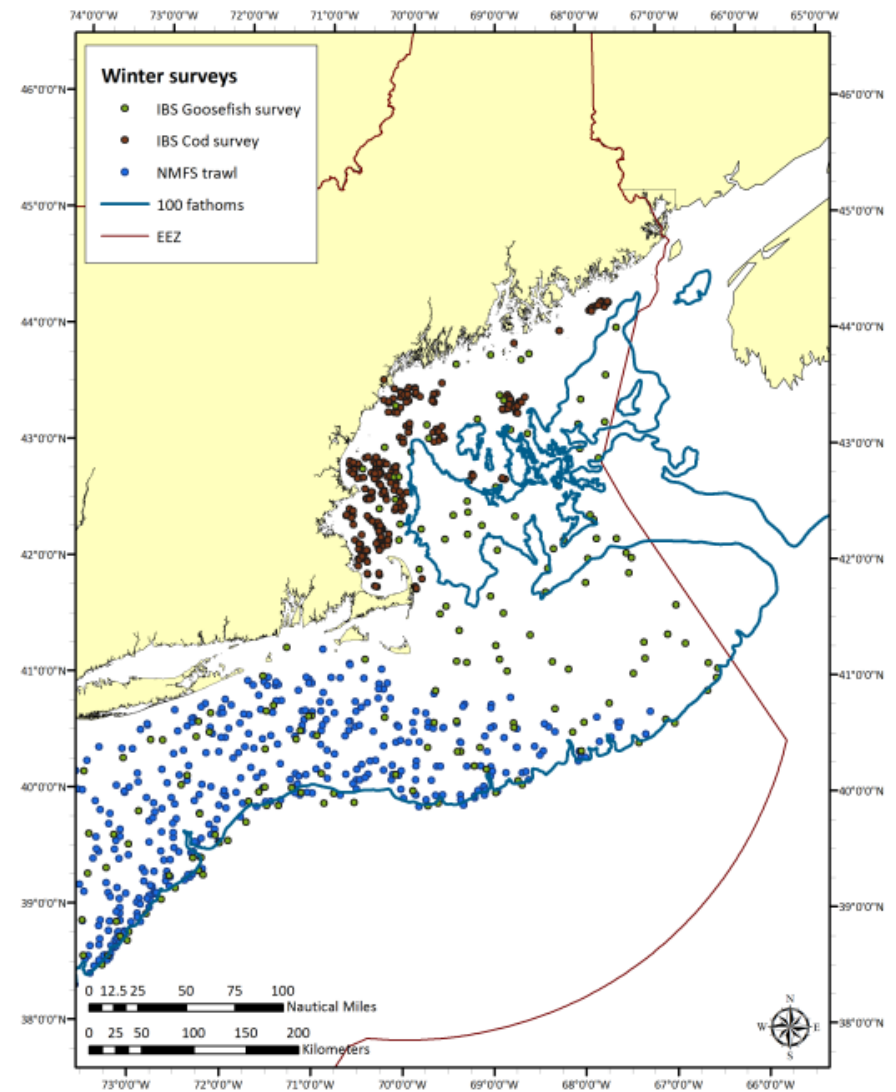 74°0'0"W 73°0'0"W 72°0'0"W 71°0'0"W 70°0'0"W 69°0'0"W 68°0'0"W 67°0'0"W 66°0'0"W 65°0'0"W
Winter surveys
IBS Goosefish survey
IBS Cod survey
NMFS trawl
100 fathoms
EEZ
46°0'0"N 46°0'0"N
45°0'0"N 45°0'0"N
44°0'0"N 44°0'0"N
43°0'0"N 43°0'0"N
42°0'0"N 42°0'0"N
41°0'0"N 41°0'0"N
40°0'0"N 40°0'0"N
39°0'0"N 39°0'0"N
38°0'0"N 38°0'0"N
0 12.5 25 50 75 100
Nautical Miles
0 25 50 100 150 200
Kilometers
N
W E
S
73°0'0"W 72°0'0"W 71°0'0"W 70°0'0"W 69°0'0"W 68°0'0"W 67°0'0"W 66°0'0"W